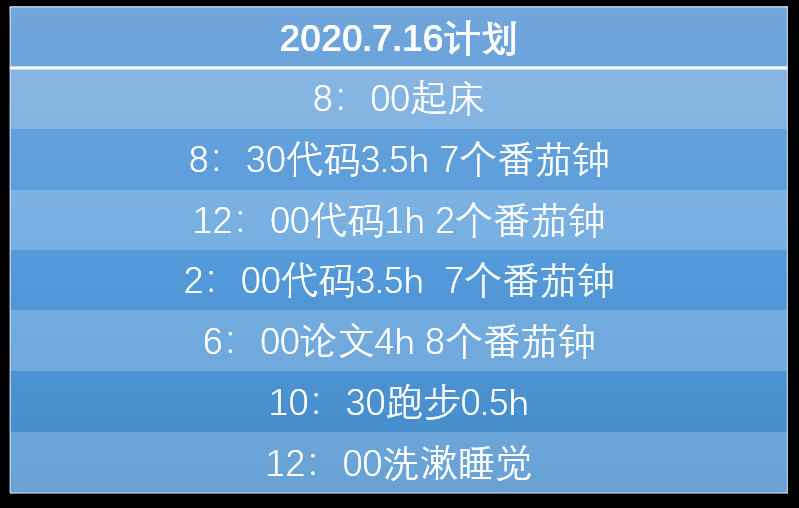 2020.7.16计划
8：00起床
8：30代码3.5h 7个番茄钟
12：00代码1h 2个番茄钟
2：00代码3.5h  7个番茄钟
6：00论文4h 8个番茄钟
10：30跑步0.5h
12：00洗漱睡觉